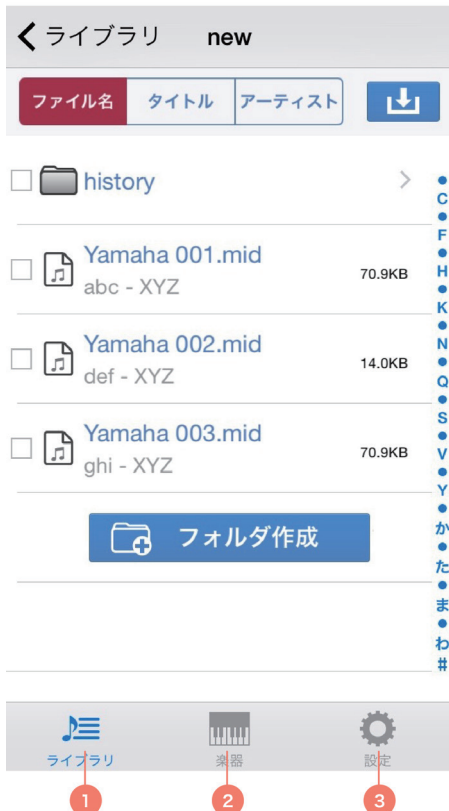 ライブラリ new
ファイル名 タイトル アーティスト
history
Yamaha 001.mid
abc - XYZ
70.9KB
Yamaha 002.mid
def - XYZ
14.0KB
Yamaha 003.mid
ghi - XYZ
70.9KB
フォルダ作成
C
F
H
K
N
Q
S
V
Y
か
た
ま
わ
#
ライブラリ 楽器 設定
1 2 3